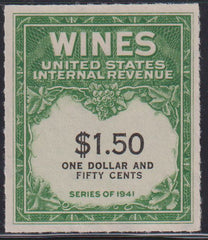 WINES
UNITED STATES
INTERNAL REVENUE
$1.50
ONE DOLLAR AND
FIFTY CENTS
SERIES OF 1941